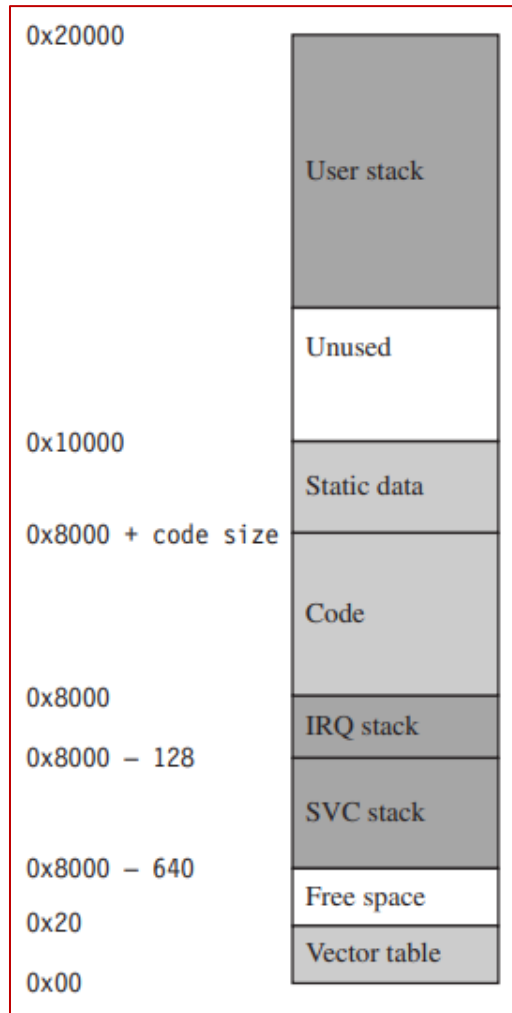 0x20000
User stack
Unused
0x10000
Static data
0x8000 + code size
Code
0x8000
IRQ stack
0x8000 – 128
SVC stack
0x8000 – 640
Free space
0x20
Vector table
0x00